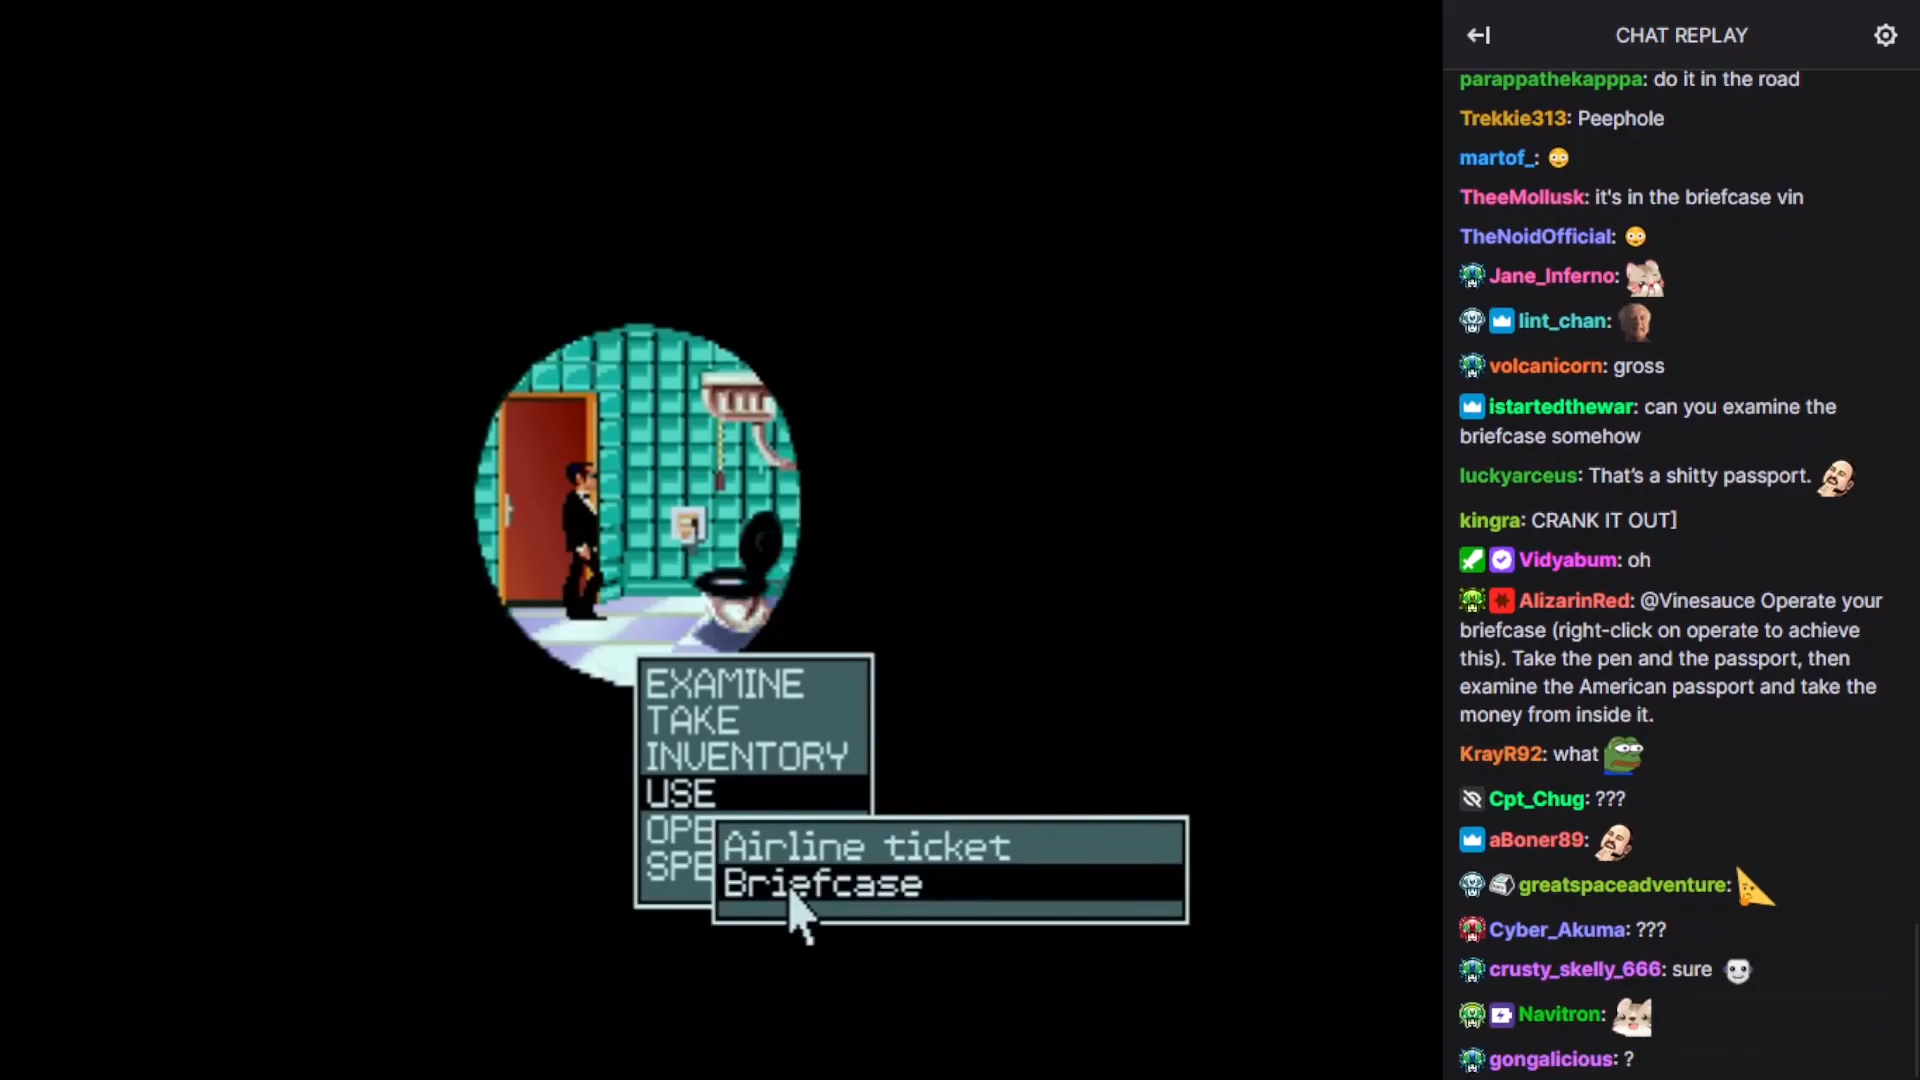 EXAMINE
TAKE
INVENTORY
USE
OPE
SPE
Airline ticket
Briefcase
CHAT REPLAY
parappathekapppa: do it in the road
Trekkie313: Peephole
martof_:
TheeMollusk: it's in the briefcase vin
TheNoidOfficial:
Jane_Inferno:
lint_chan:
volcanicorn: gross
istartedthewar: can you examine the
briefcase somehow
luckyarceus: That's a shitty passport.
kingra: CRANK IT OUT]
Vidyabum: oh
AlizarinRed: @Vinesauce Operate your
briefcase (right-click on operate to achieve
this). Take the pen and the passport, then
examine the American passport and take the
money from inside it.
KrayR92: what
Cpt_Chug: ???
aBoner89:
greatspaceadventure:
Cyber_Akuma: ???
crusty_skelly_666: sure
Navitron:
gongalicious: ?